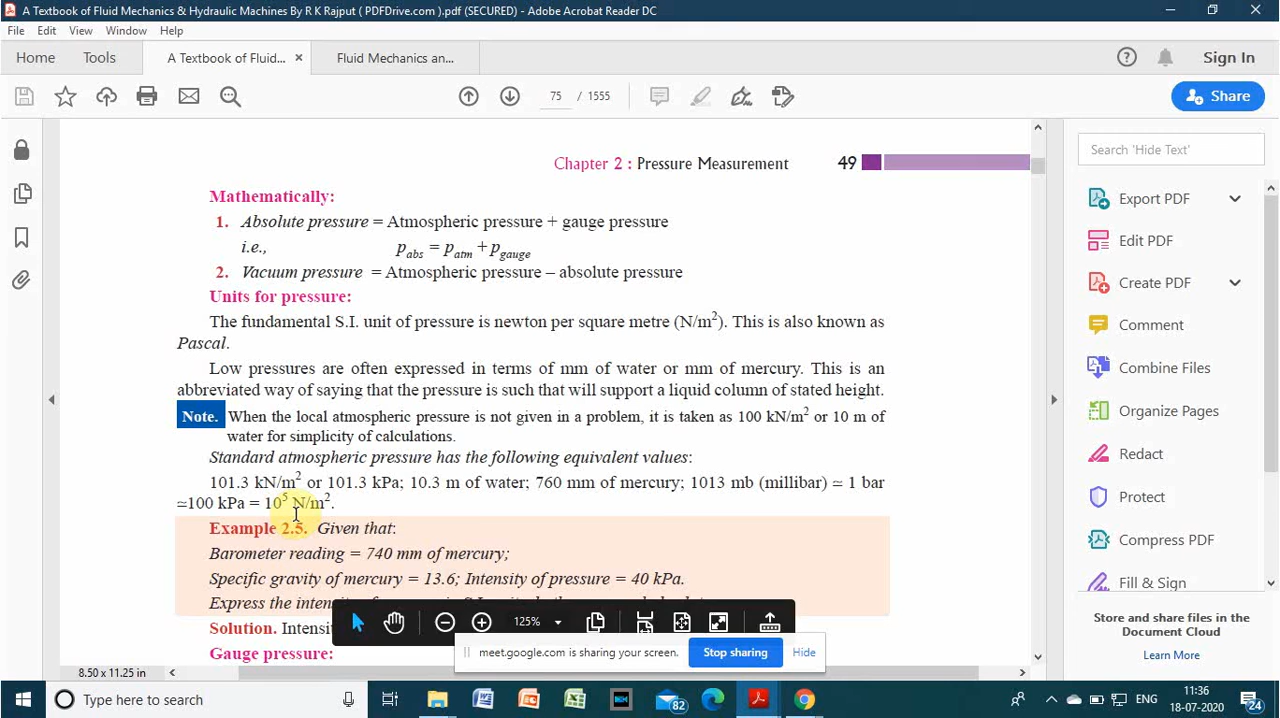 A Textbook of Fluid Mechanics & Hydraulic Machines By R K Rajput ( PDFDrive.com ).pdf (SECURED) - Adobe Acrobat Reader DC
File Edit View Window Help
Home Tools A Textbook of Fluid... × Fluid Mechanics an... Sign In
75 / 1555 Share
Chapter 2 : Pressure Measurement 49
Search 'Hide Text'
Mathematically:
1. Absolute pressure = Atmospheric pressure + gauge pressure
i.e., p_abs = p_atm + p_gauge
2. Vacuum pressure = Atmospheric pressure – absolute pressure
Units for pressure:
The fundamental S.I. unit of pressure is newton per square metre (N/m²). This is also known as
Pascal.
Low pressures are often expressed in terms of mm of water or mm of mercury. This is an
abbreviated way of saying that the pressure is such that will support a liquid column of stated height.
Note. When the local atmospheric pressure is not given in a problem, it is taken as 100 kN/m² or 10 m of
water for simplicity of calculations.
Standard atmospheric pressure has the following equivalent values:
101.3 kN/m² or 101.3 kPa; 10.3 m of water; 760 mm of mercury; 1013 mb (millibar) ≃ 1 bar
≃100 kPa = 10⁵ N/m².
Example 2.5. Given that:
Barometer reading = 740 mm of mercury;
Specific gravity of mercury = 13.6; Intensity of pressure = 40 kPa.
Express the
Solution.
Gauge pressure:
125%
meet.google.com is sharing your screen. Stop sharing Hide
8.50 x 11.25 in
Export PDF
Edit PDF
Create PDF
Comment
Combine Files
Organize Pages
Redact
Protect
Compress PDF
Fill & Sign
Store and share files in the
Document Cloud
Learn More
Type here to search 82 ENG 11:36
18-07-2020 24